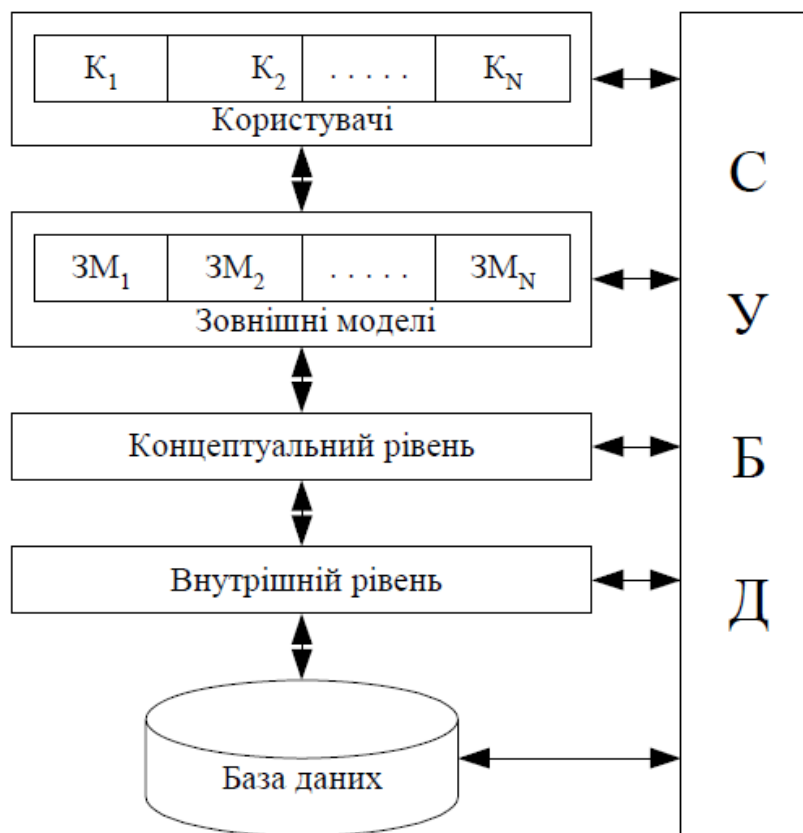 К1 К2 . . . . . КN
Користувачі
ЗМ1 ЗМ2 . . . . . ЗМN
Зовнішні моделі
Концептуальний рівень
Внутрішній рівень
База даних
С
У
Б
Д